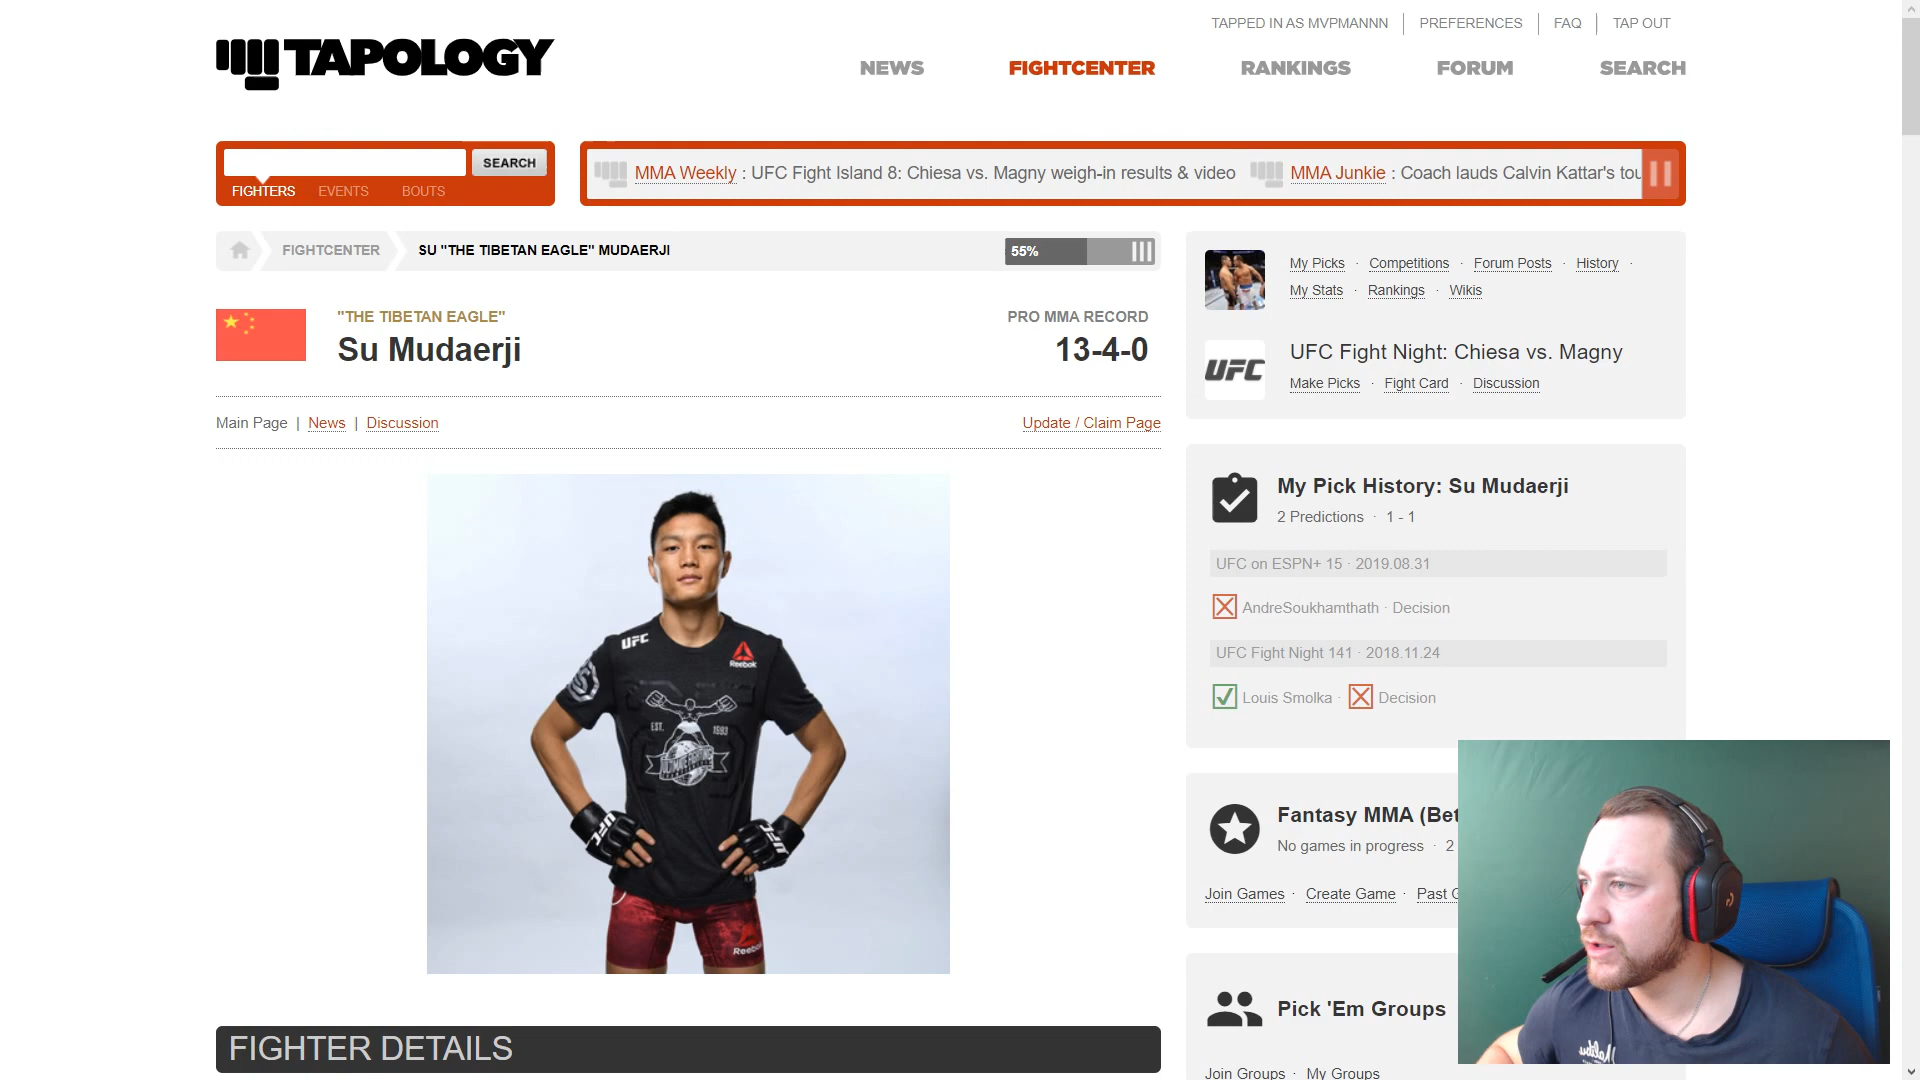 TAPPED IN AS MVPMANNN
PREFERENCES
FAQ
TAP OUT
TAPOLOGY
NEWS
FIGHTCENTER
RANKINGS
FORUM
SEARCH
SEARCH
FIGHTERS
EVENTS
BOUTS
MMA Weekly : UFC Fight Island 8: Chiesa vs. Magny weigh-in results & video
MMA Junkie : Coach lauds Calvin Kattar's tou
FIGHTCENTER
SU "THE TIBETAN EAGLE" MUDAERJI
55%
"THE TIBETAN EAGLE"
Su Mudaerji
PRO MMA RECORD
13-4-0
Main Page | News | Discussion
Update / Claim Page
UFC
Reebok
EST.
1993
UFC
UFC
Reebok
FIGHTER DETAILS
My Picks · Competitions · Forum Posts · History ·
My Stats · Rankings · Wikis
UFC
UFC Fight Night: Chiesa vs. Magny
Make Picks · Fight Card · Discussion
My Pick History: Su Mudaerji
2 Predictions · 1 - 1
UFC on ESPN+ 15 · 2019.08.31
AndreSoukhamthath · Decision
UFC Fight Night 141 · 2018.11.24
Louis Smolka · Decision
Fantasy MMA (Bet
No games in progress · 2
Join Games · Create Game · Past G
Pick 'Em Groups
Join Groups · My Groups
Malibu